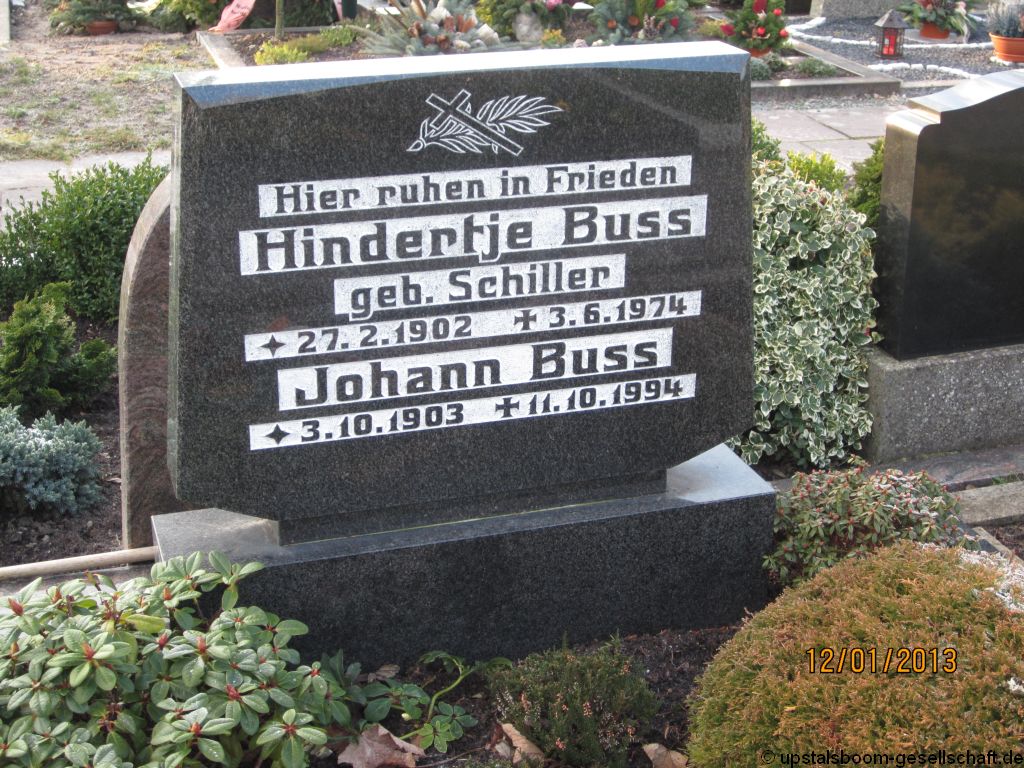 Hier ruhen in Frieden
Hindertje Buss
geb. Schiller
✦ 27.2.1902 ✠ 3.6.1974
Johann Buss
✦ 3.10.1903 ✠ 11.10.1994
12/01/2013
© upstalsboom-gesellschaft.de